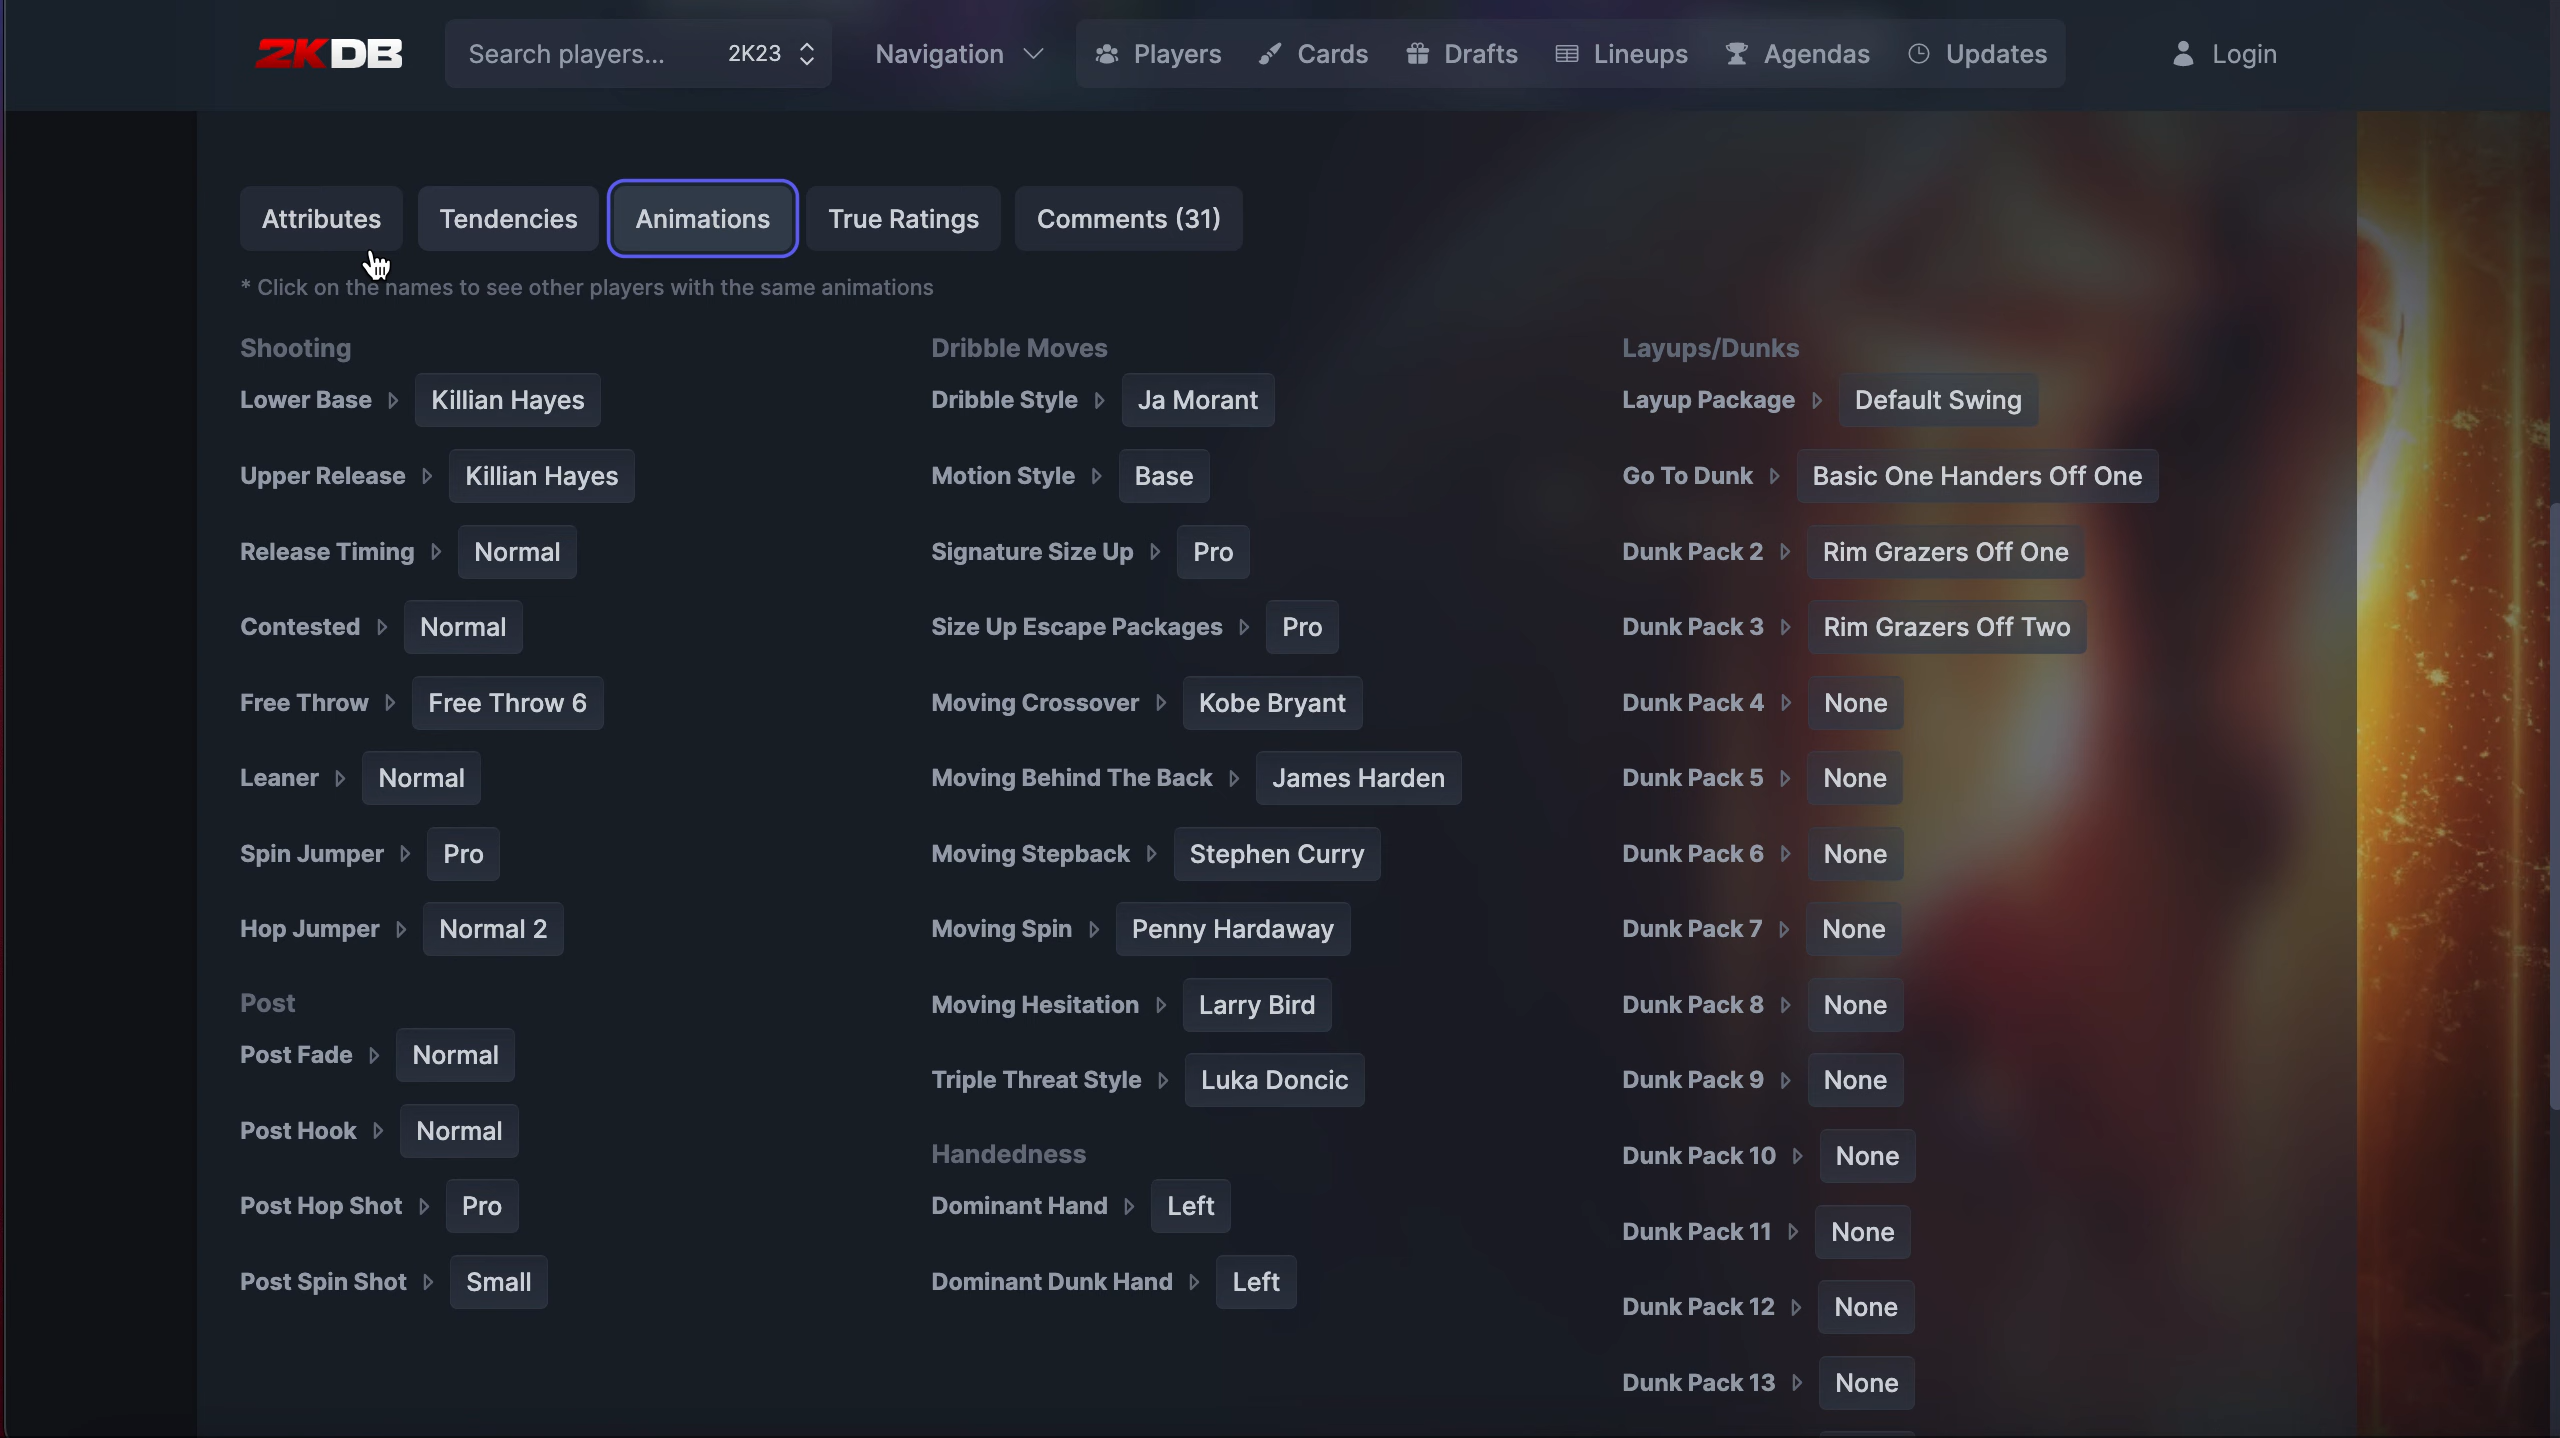 2KDB
Search players... 2K23
Navigation
Players
Cards
Drafts
Lineups
Agendas
Updates
Login
Attributes
Tendencies
Animations
True Ratings
Comments (31)
* Click on the names to see other players with the same animations
Shooting
Lower Base Killian Hayes
Upper Release Killian Hayes
Release Timing Normal
Contested Normal
Free Throw Free Throw 6
Leaner Normal
Spin Jumper Pro
Hop Jumper Normal 2
Post
Post Fade Normal
Post Hook Normal
Post Hop Shot Pro
Post Spin Shot Small
Dribble Moves
Dribble Style Ja Morant
Motion Style Base
Signature Size Up Pro
Size Up Escape Packages Pro
Moving Crossover Kobe Bryant
Moving Behind The Back James Harden
Moving Stepback Stephen Curry
Moving Spin Penny Hardaway
Moving Hesitation Larry Bird
Triple Threat Style Luka Doncic
Handedness
Dominant Hand Left
Dominant Dunk Hand Left
Layups/Dunks
Layup Package Default Swing
Go To Dunk Basic One Handers Off One
Dunk Pack 2 Rim Grazers Off One
Dunk Pack 3 Rim Grazers Off Two
Dunk Pack 4 None
Dunk Pack 5 None
Dunk Pack 6 None
Dunk Pack 7 None
Dunk Pack 8 None
Dunk Pack 9 None
Dunk Pack 10 None
Dunk Pack 11 None
Dunk Pack 12 None
Dunk Pack 13 None